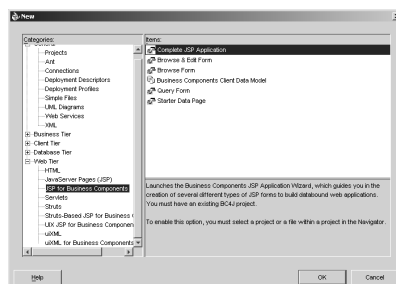 New
Categories:
General
Projects
Ant
Connections
Deployment Descriptors
Deployment Profiles
Simple Files
UML Diagrams
Web Services
XML
Business Tier
Client Tier
Database Tier
Web Tier
HTML
JavaServer Pages (JSP)
JSP for Business Components
Servlets
Struts
Struts-Based JSP for Business (
UIX JSP for Business Componen
uiXML
uiXML for Business Components
Items:
Complete JSP Application
Browse & Edit Form
Browse Form
Business Components Client Data Model
Query Form
Starter Data Page
Launches the Business Components JSP Application Wizard, which guides you in the
creation of several different types of JSP forms to build databound web applications.
You must have an existing BC4J project.
To enable this option, you must select a project or a file within a project in the Navigator.
Help
OK
Cancel